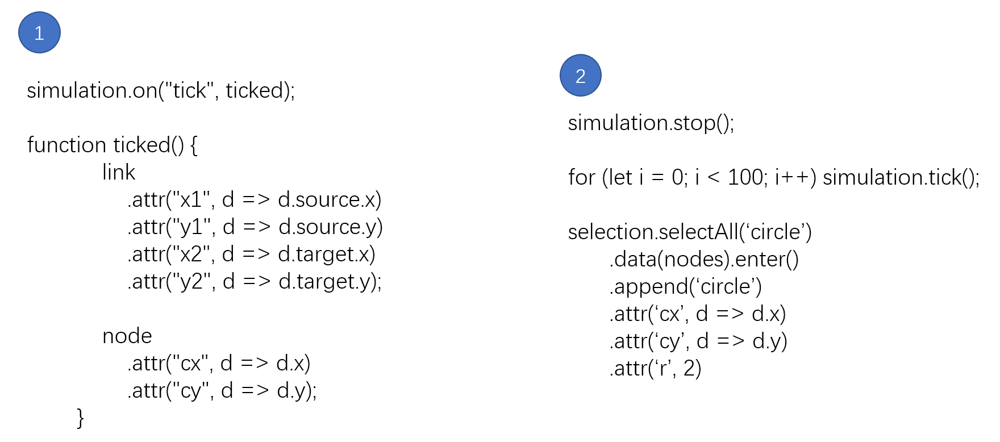 1
simulation.on("tick", ticked);
function ticked() {
link
.attr("x1", d => d.source.x)
.attr("y1", d => d.source.y)
.attr("x2", d => d.target.x)
.attr("y2", d => d.target.y);
node
.attr("cx", d => d.x)
.attr("cy", d => d.y);
}
2
simulation.stop();
for (let i = 0; i < 100; i++) simulation.tick();
selection.selectAll(‘circle’)
.data(nodes).enter()
.append(‘circle’)
.attr(‘cx’, d => d.x)
.attr(‘cy’, d => d.y)
.attr(‘r’, 2)